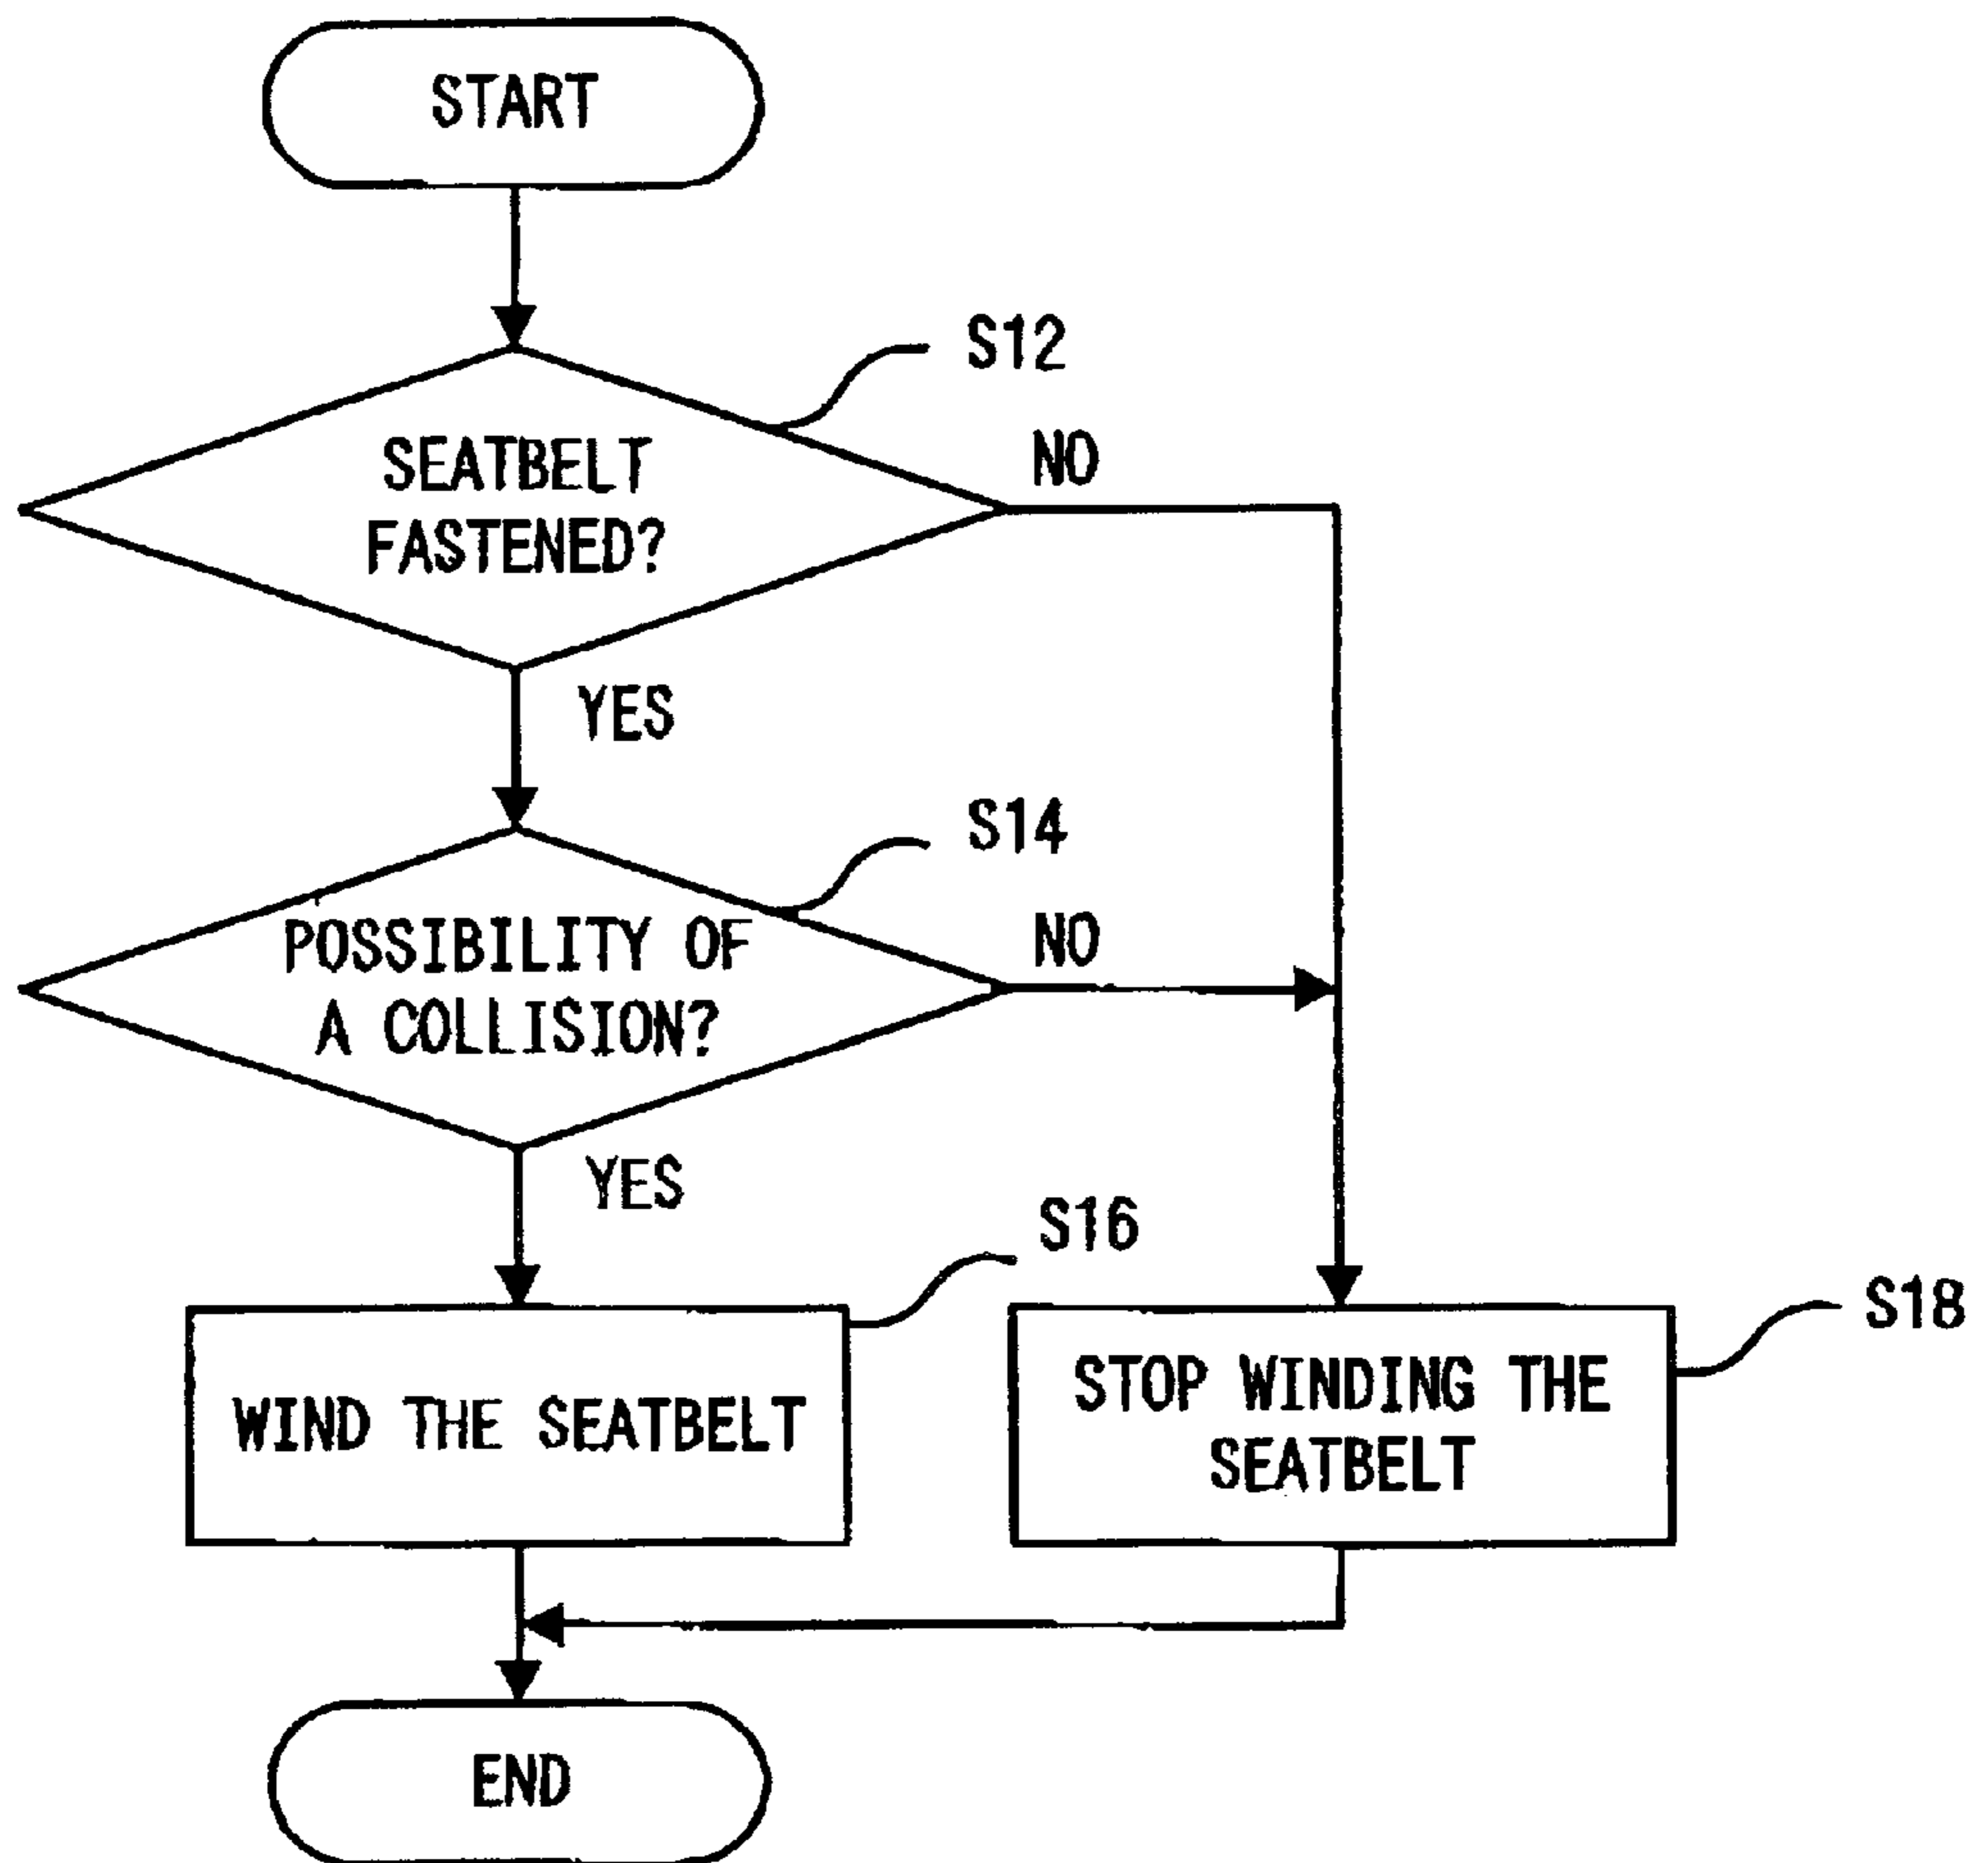 START
S12
SEATBELT
FASTENED?
NO
YES
S14
POSSIBILITY OF
A COLLISION?
NO
YES
S16
WIND THE SEATBELT
S18
STOP WINDING THE
SEATBELT
END